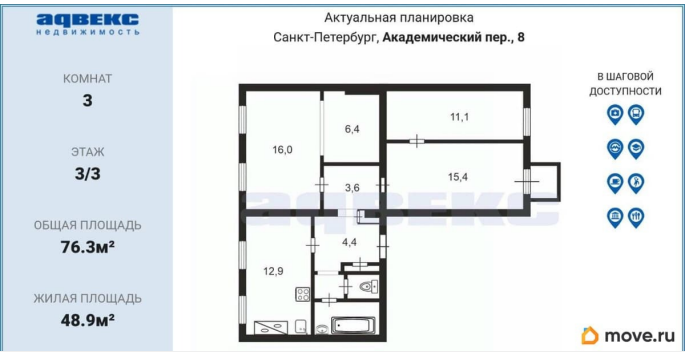 адвекс
недвижимость
КОМНАТ
3
ЭТАЖ
3/3
ОБЩАЯ ПЛОЩАДЬ
76.3м²
ЖИЛАЯ ПЛОЩАДЬ
48.9м²
Актуальная планировка
Санкт-Петербург, Академический пер., 8
6,4
11,1
16,0
15,4
3,6
адвекс
4,4
12,9
В ШАГОВОЙ
ДОСТУПНОСТИ
move.ru